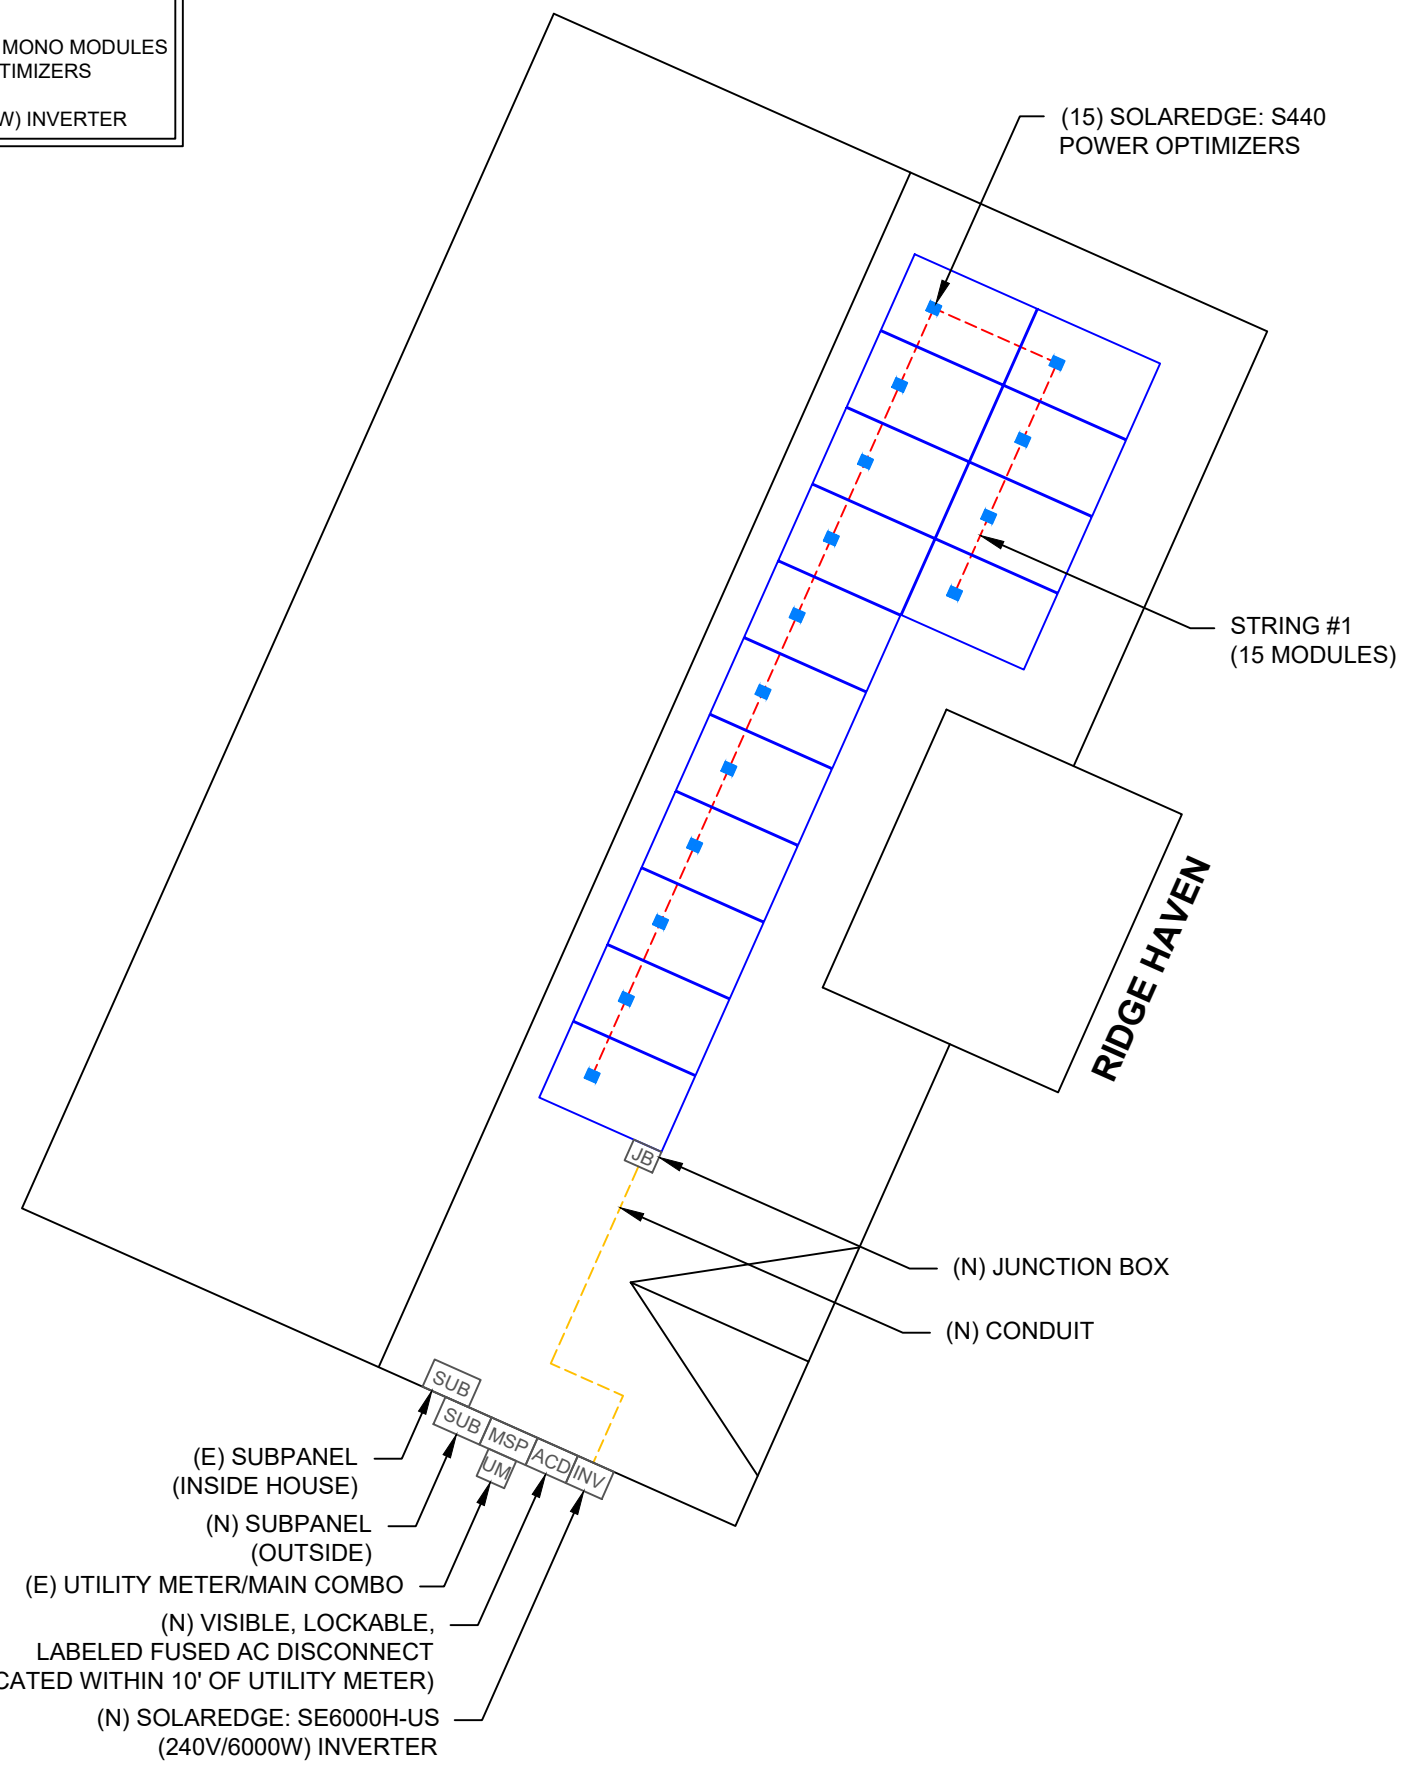 MONO MODULES
TIMIZERS
W) INVERTER
(15) SOLAREDGE: S440
POWER OPTIMIZERS
STRING #1
(15 MODULES)
RIDGE HAVEN
JB
(N) JUNCTION BOX
(N) CONDUIT
SUB
SUB
MSP
ACD
INV
UM
(E) SUBPANEL
(INSIDE HOUSE)
(N) SUBPANEL
(OUTSIDE)
(E) UTILITY METER/MAIN COMBO
(N) VISIBLE, LOCKABLE,
LABELED FUSED AC DISCONNECT
CATED WITHIN 10' OF UTILITY METER)
(N) SOLAREDGE: SE6000H-US
(240V/6000W) INVERTER